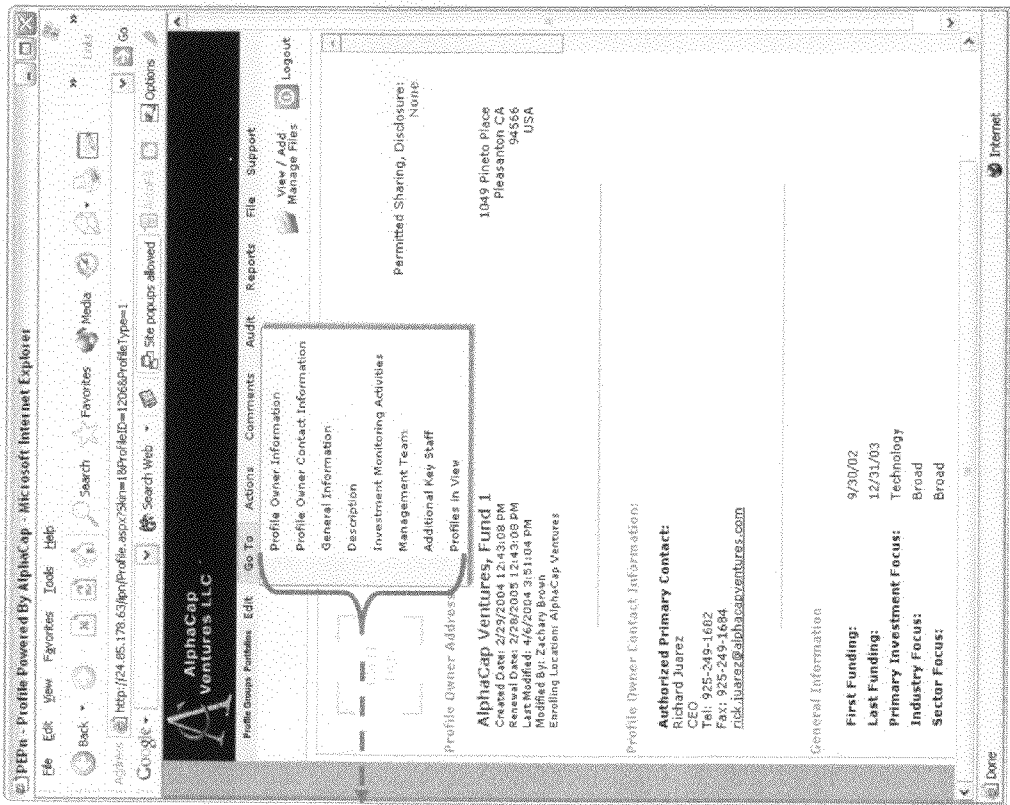 PEPn - Profile Powered By AlphaCap - Microsoft Internet Explorer
File Edit View Favorites Tools Help
Back Search Favorites Media
Address http://24.85.178.63/ipn/Profile.aspx?Skin=1&ProfileID=1206&ProfileType=1 Go Links
Google Search Web Site popups allowed Options
AlphaCap
Ventures LLC
Profile Groups Portfolios Edit Go To Actions Comments Audit Reports File Support
View / Add
Manage Files
Logout
Profile Owner Information
Profile Owner Contact Information
General Information
Description
Investment Monitoring Activities
Management Team
Additional Key Staff
Profiles in View
Permitted Sharing, Disclosure:
None
Profile Owner Address
AlphaCap Ventures, Fund 1
Created Date: 2/29/2004 12:43:08 PM
Renewal Date: 2/28/2005 12:43:08 PM
Last Modified: 4/6/2004 3:51:04 PM
Modified By: Zachary Brown
Enrolling Location: AlphaCap Ventures
1049 Pineto Place
Pleasanton CA
94566
USA
Profile Owner Contact Information:
Authorized Primary Contact:
Richard Juarez
CEO
Tel: 925-249-1682
Fax: 925-249-1684
rick.juarez@alphacapventures.com
General Information
First Funding: 9/30/02
Last Funding: 12/31/03
Primary Investment Focus: Technology
Industry Focus: Broad
Sector Focus: Broad
Done Internet